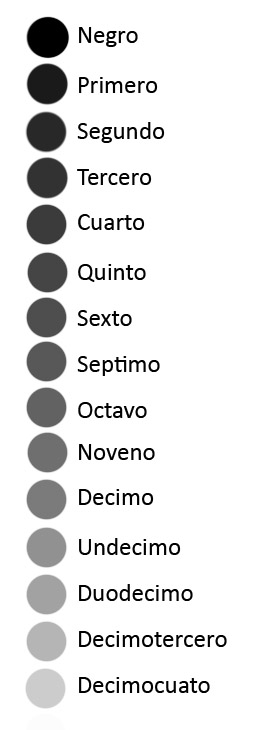 Negro
Primero
Segundo
Tercero
Cuarto
Quinto
Sexto
Septimo
Octavo
Noveno
Decimo
Undecimo
Duodecimo
Decimotercero
Decimocuato